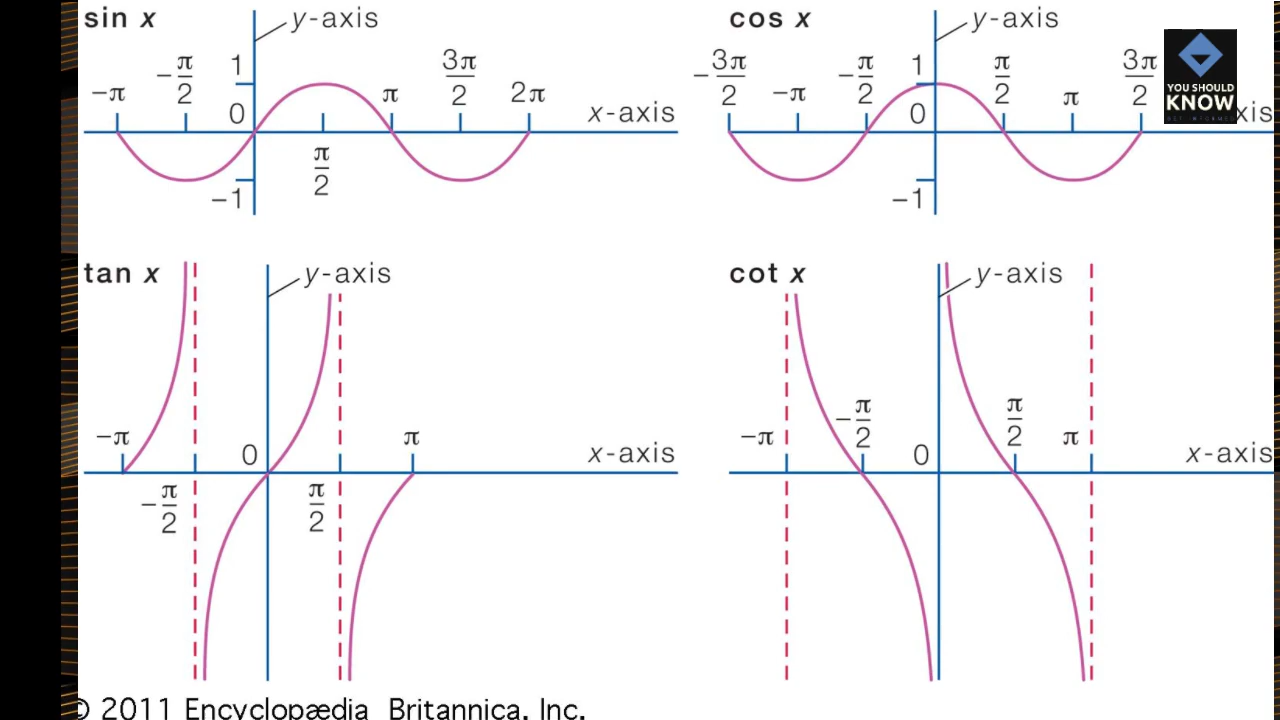 sin x
y-axis
1
0
−1
−π
−π/2
π/2
π
3π/2
2π
x-axis
cos x
y-axis
1
0
−1
−3π/2
−π
−π/2
π/2
π
3π/2
YOU SHOULD
KNOW
GET INFORMED
tan x
y-axis
−π
−π/2
0
π/2
π
x-axis
cot x
y-axis
−π
−π/2
0
π/2
π
x-axis
© 2011 Encyclopædia Britannica, Inc.